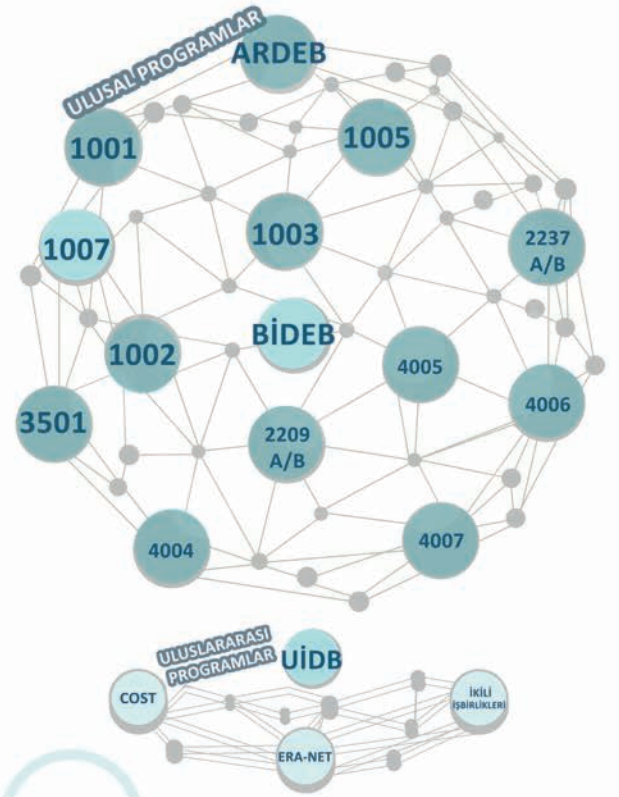 ULUSAL PROGRAMLAR
ARDEB
1001
1005
1007
1003
2237
A/B
BİDEB
1002
4005
3501
4006
2209
A/B
4004
4007
ULUSLARARASI
PROGRAMLAR
UİDB
COST
İKİLİ
İŞBİRLİKLERİ
ERA-NET